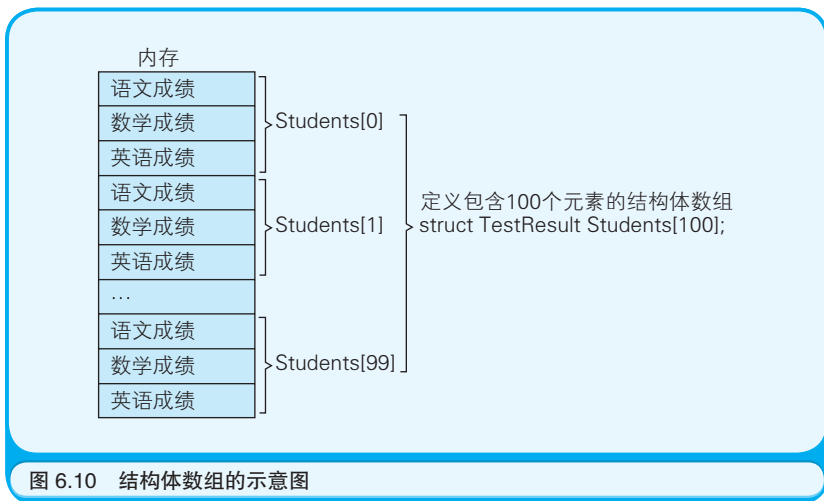 内存
语文成绩
数学成绩
英语成绩
Students[0]
语文成绩
数学成绩
英语成绩
Students[1]
…
语文成绩
数学成绩
英语成绩
Students[99]
定义包含100个元素的结构体数组
struct TestResult Students[100];
图 6.10 结构体数组的示意图